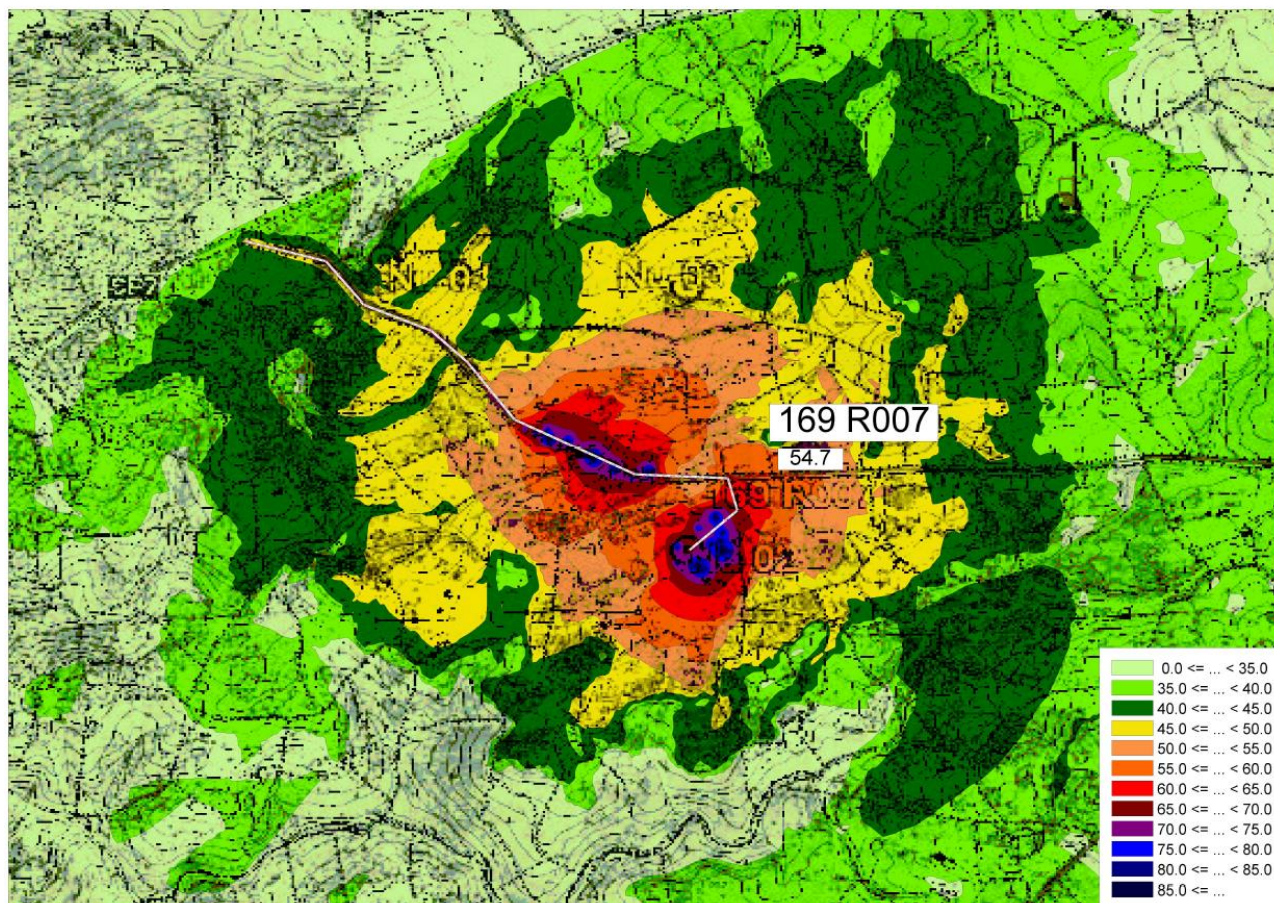 169 R007
54.7
0.0 <= ... < 35.0
35.0 <= ... < 40.0
40.0 <= ... < 45.0
45.0 <= ... < 50.0
50.0 <= ... < 55.0
55.0 <= ... < 60.0
60.0 <= ... < 65.0
65.0 <= ... < 70.0
70.0 <= ... < 75.0
75.0 <= ... < 80.0
80.0 <= ... < 85.0
85.0 <= ...